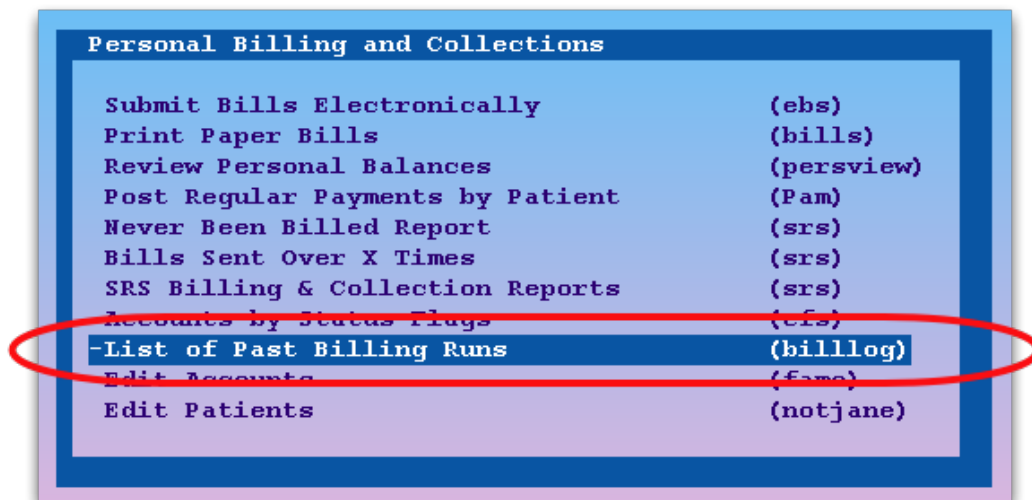 Personal Billing and Collections
Submit Bills Electronically (ebs)
Print Paper Bills (bills)
Review Personal Balances (persview)
Post Regular Payments by Patient (Pam)
Never Been Billed Report (srs)
Bills Sent Over X Times (srs)
SRS Billing & Collection Reports (srs)
Accounts by Status Flags (cfs)
-List of Past Billing Runs (billlog)
Edit Accounts (fame)
Edit Patients (notjane)